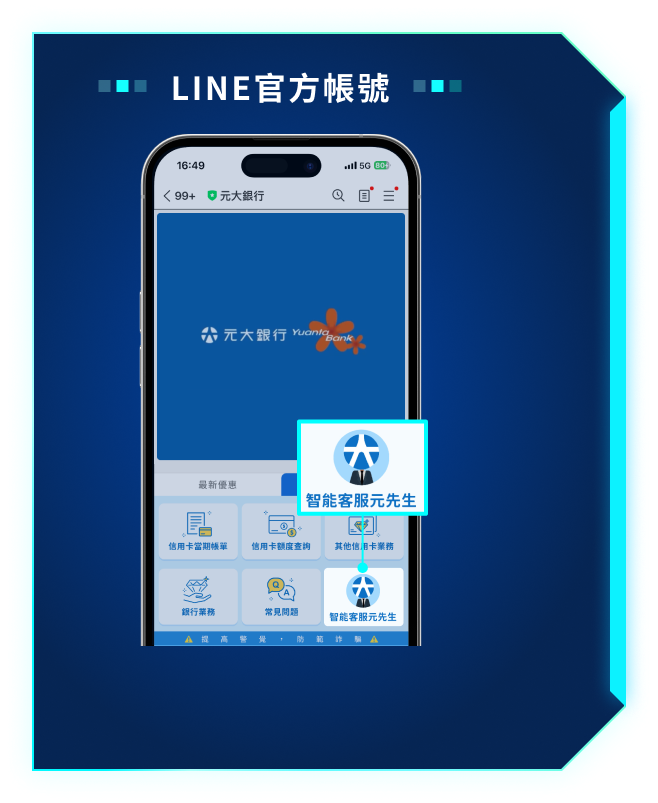 LINE官方帳號
16:49 5G 80+
99+ 元大銀行
元大銀行 Yuanta Bank
智能客服元先生
最新優惠
信用卡當期帳單 信用卡額度查詢 其他信用卡業務
Q A
銀行業務 常見問題 智能客服元先生
提高警覺，防範詐騙